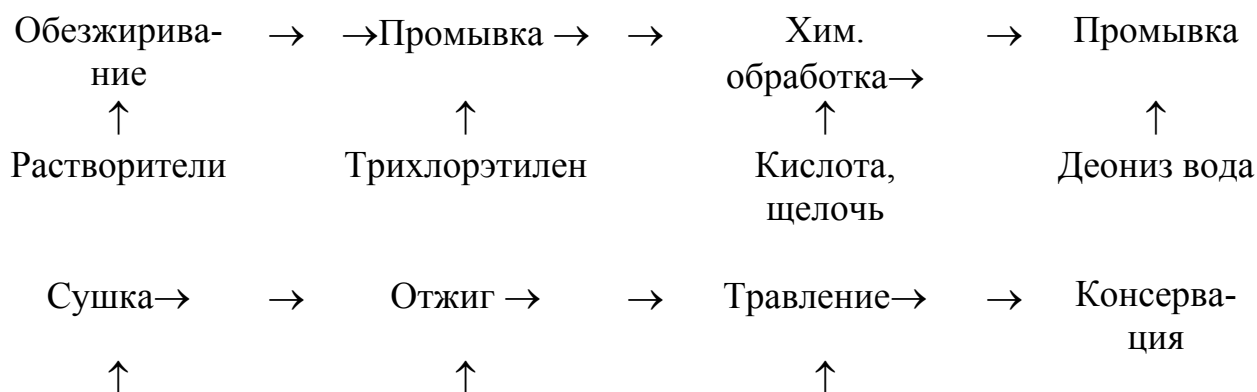 Обезжирива- → →Промывка → → Хим. → Промывка
ние обработка→
↑ ↑ ↑ ↑
Растворители Трихлорэтилен Кислота, Деониз вода
щелочь
Сушка→ → Отжиг → → Травление→ → Консерва-
ция
↑ ↑ ↑